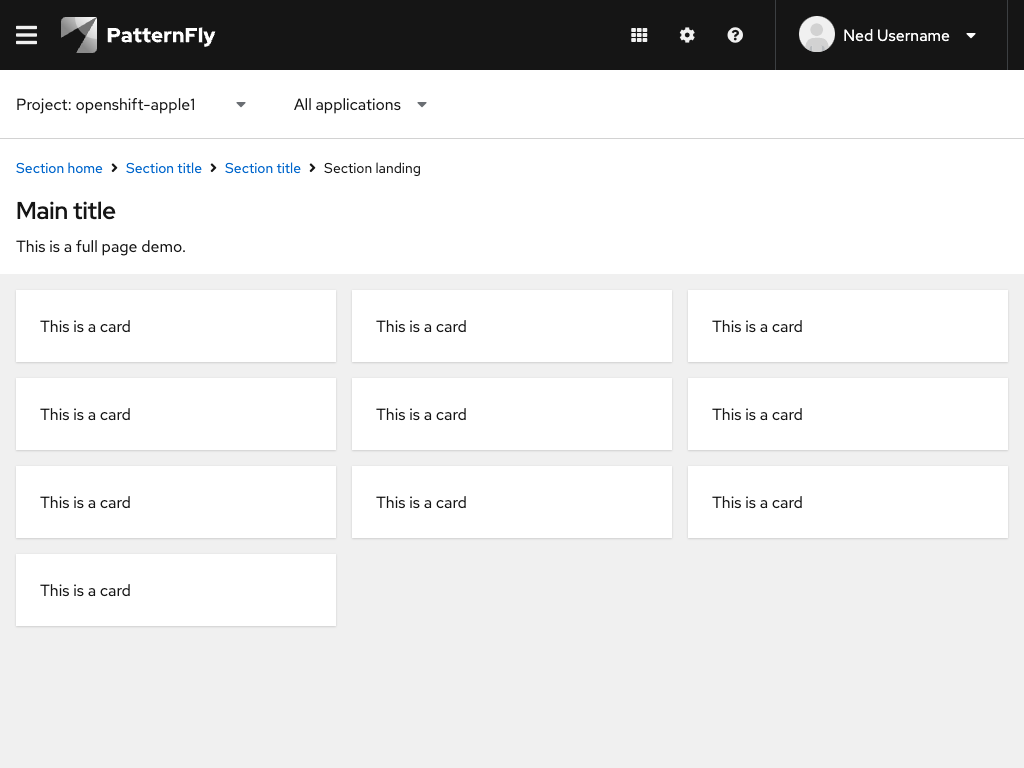 PatternFly
Ned Username
Project: openshift-apple1
All applications
Section home > Section title > Section title > Section landing
Main title
This is a full page demo.
This is a card
This is a card
This is a card
This is a card
This is a card
This is a card
This is a card
This is a card
This is a card
This is a card